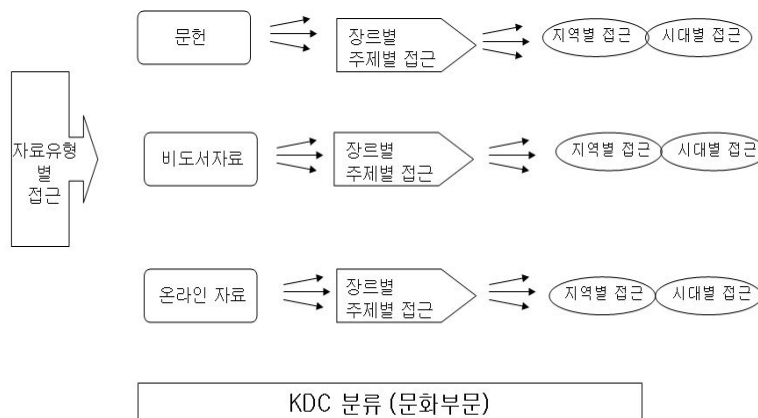 문헌
장르별
주제별 접근
지역별 접근
시대별 접근
자료유형
별
접근
비도서자료
장르별
주제별 접근
지역별 접근
시대별 접근
온라인 자료
장르별
주제별 접근
지역별 접근
시대별 접근
KDC 분류 (문화부문)